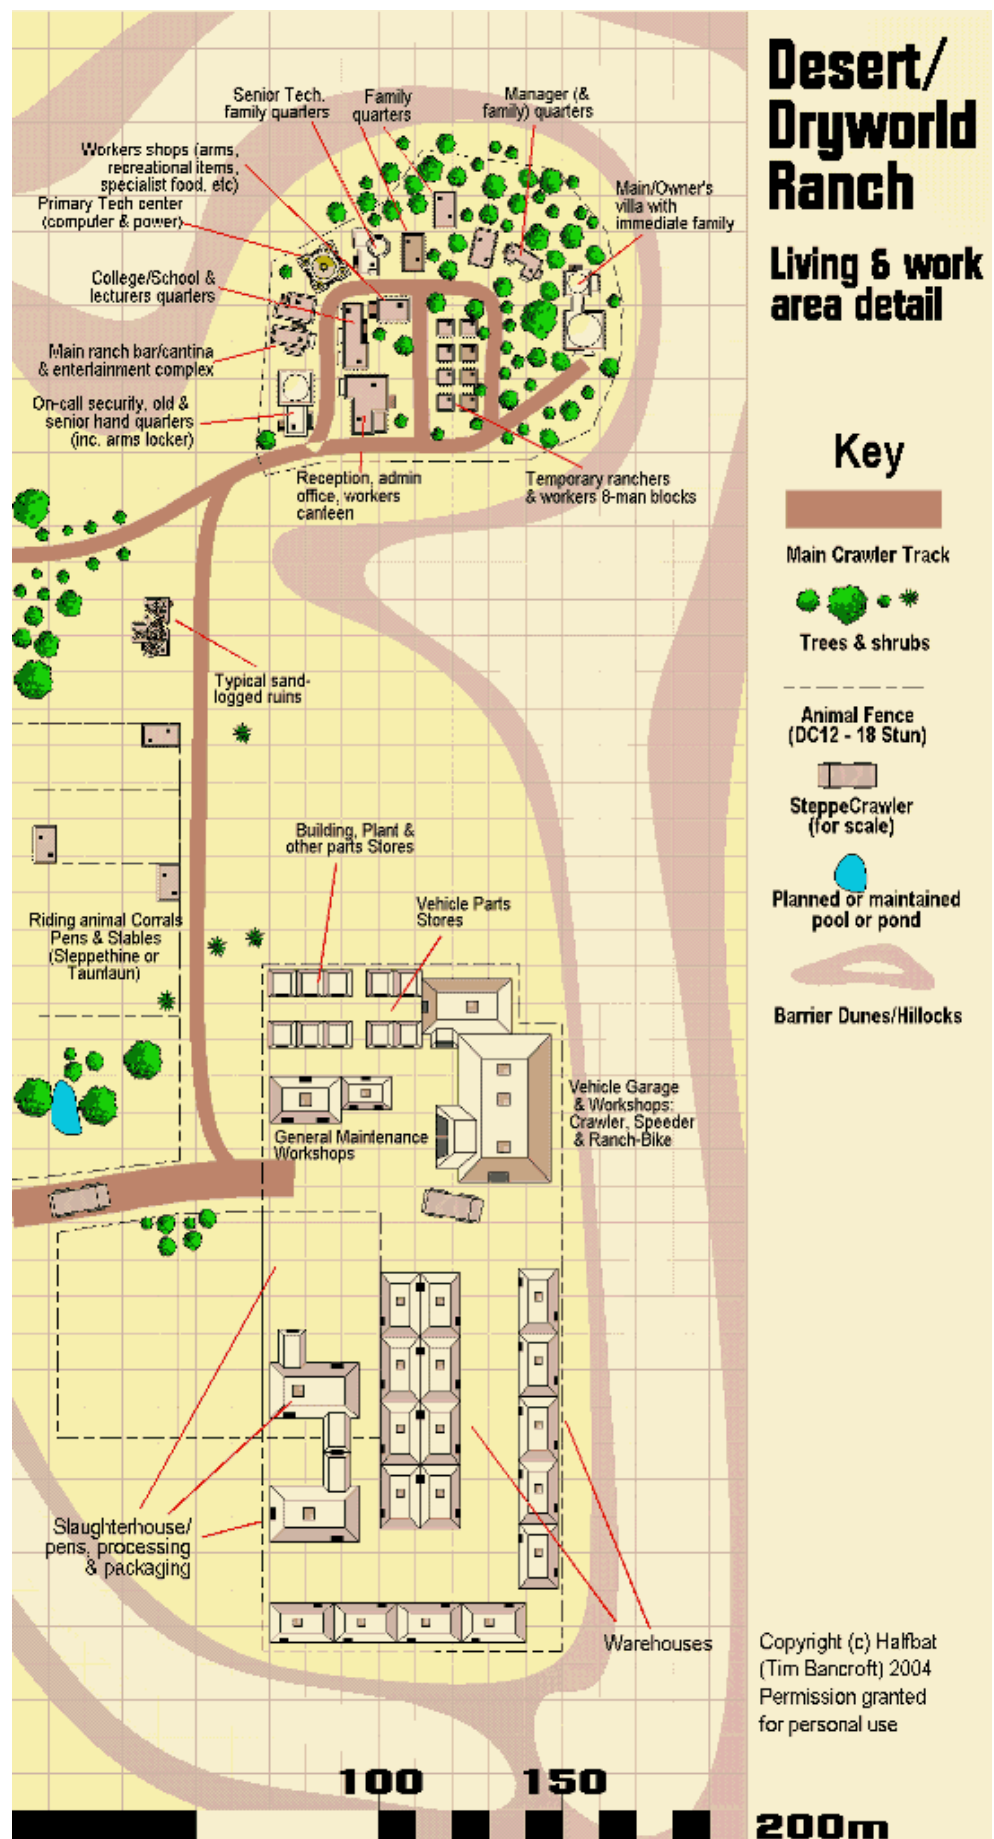 Desert/
Dryworld
Ranch
Living & work
area detail
Senior Tech.
family quarters
Family
quarters
Manager (&
family) quarters
Workers shops (arms,
recreational items,
specialist food, etc)
Primary Tech center
(computer & power)
Main/Owner's
villa with
immediale family
College/School &
lecturers quarters
Main ranch bar/cantina
& entertainment complex
On-call security, old &
senior hand quarters
(inc. arms locker)
Reception, admin
office, workers
canteen
Temporary ranchers
& workers 8-man blocks
Key
Main Crawler Track
Trees & shrubs
Animal Fence
(DC12 - 18 Stun)
SteppeCrawler
(for scale)
Planned or maintained
pool or pond
Barrier Dunes/Hillocks
Typical sand-
logged ruins
Building, Plant &
other parts Stores
Vehicle Parts
Stores
Riding animal Corrals
Pens & Stables
(Steppethine or
Tauntaun)
General Maintenance
Workshops
Vehicle Garage
& Workshops:
Crawler, Speeder
& Ranch-Bike
Slaughterhouse/
pens, processing
& packaging
Warehouses
Copyright (c) Halfbat
(Tim Bancroft) 2004
Permission granted
for personal use
100 150
200m